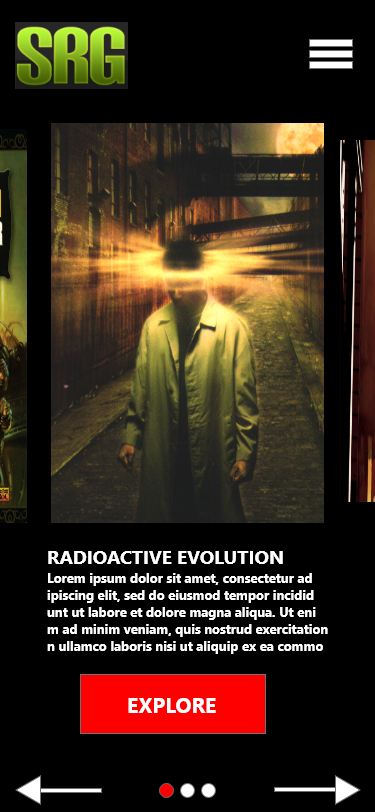 SRG
RADIOACTIVE EVOLUTION
Lorem ipsum dolor sit amet, consectetur ad
ipiscing elit, sed do eiusmod tempor incidid
unt ut labore et dolore magna aliqua. Ut eni
m ad minim veniam, quis nostrud exercitation
n ullamco laboris nisi ut aliquip ex ea commo
EXPLORE